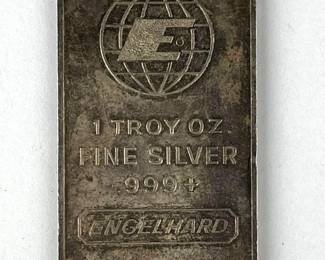 E
1 TROY OZ
FINE SILVER
.999+
ENGELHARD